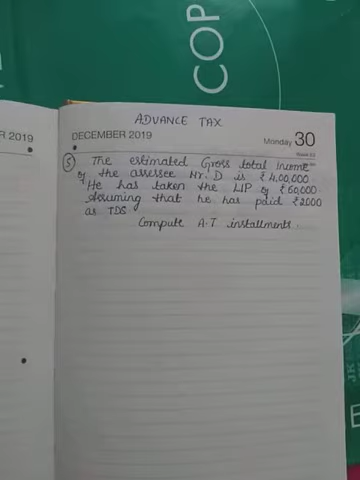 COP
R 2019
ADVANCE TAX
DECEMBER 2019
Monday 30
(5) The estimated Gross total Income
of the assessee Mr. D is ₹ 4,00,000.
He has taken the LIP of ₹ 60,000.
Assuming that he has paid ₹2000
as TDS.
Compute A.T installments.